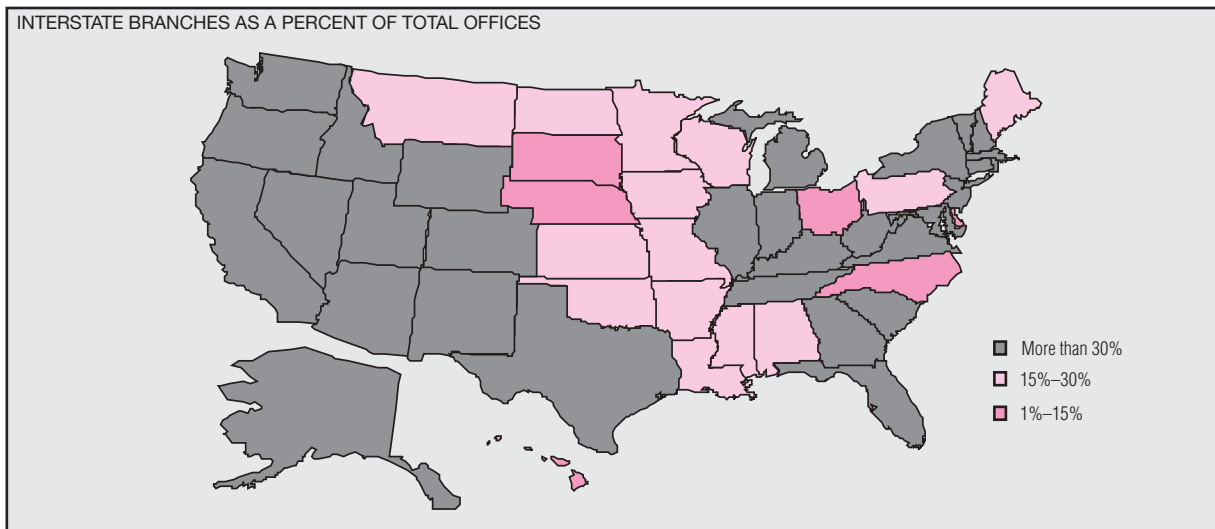 INTERSTATE BRANCHES AS A PERCENT OF TOTAL OFFICES
More than 30%
15%–30%
1%–15%